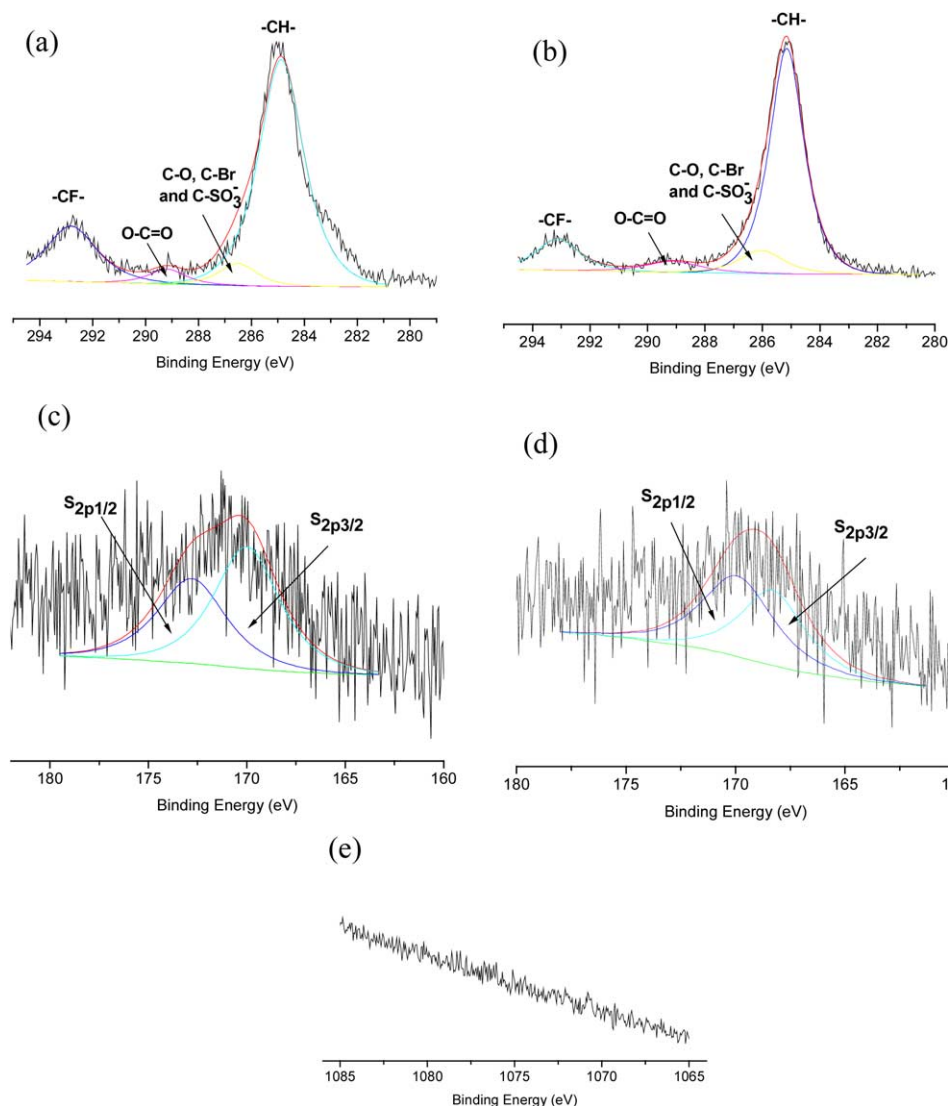 (a)
-CH-
-CF-
O-C=O
C-O, C-Br
and C-SO3-
294 292 290 288 286 284 282 280
Binding Energy (eV)
(b)
-CH-
-CF-
O-C=O
C-O, C-Br
and C-SO3-
294 292 290 288 286 284 282 280
Binding Energy (eV)
(c)
S2p1/2
S2p3/2
180 175 170 165 160
Binding Energy (eV)
(d)
S2p1/2
S2p3/2
180 175 170 165 1
Binding Energy (eV)
(e)
1085 1080 1075 1070 1065
Binding Energy (eV)